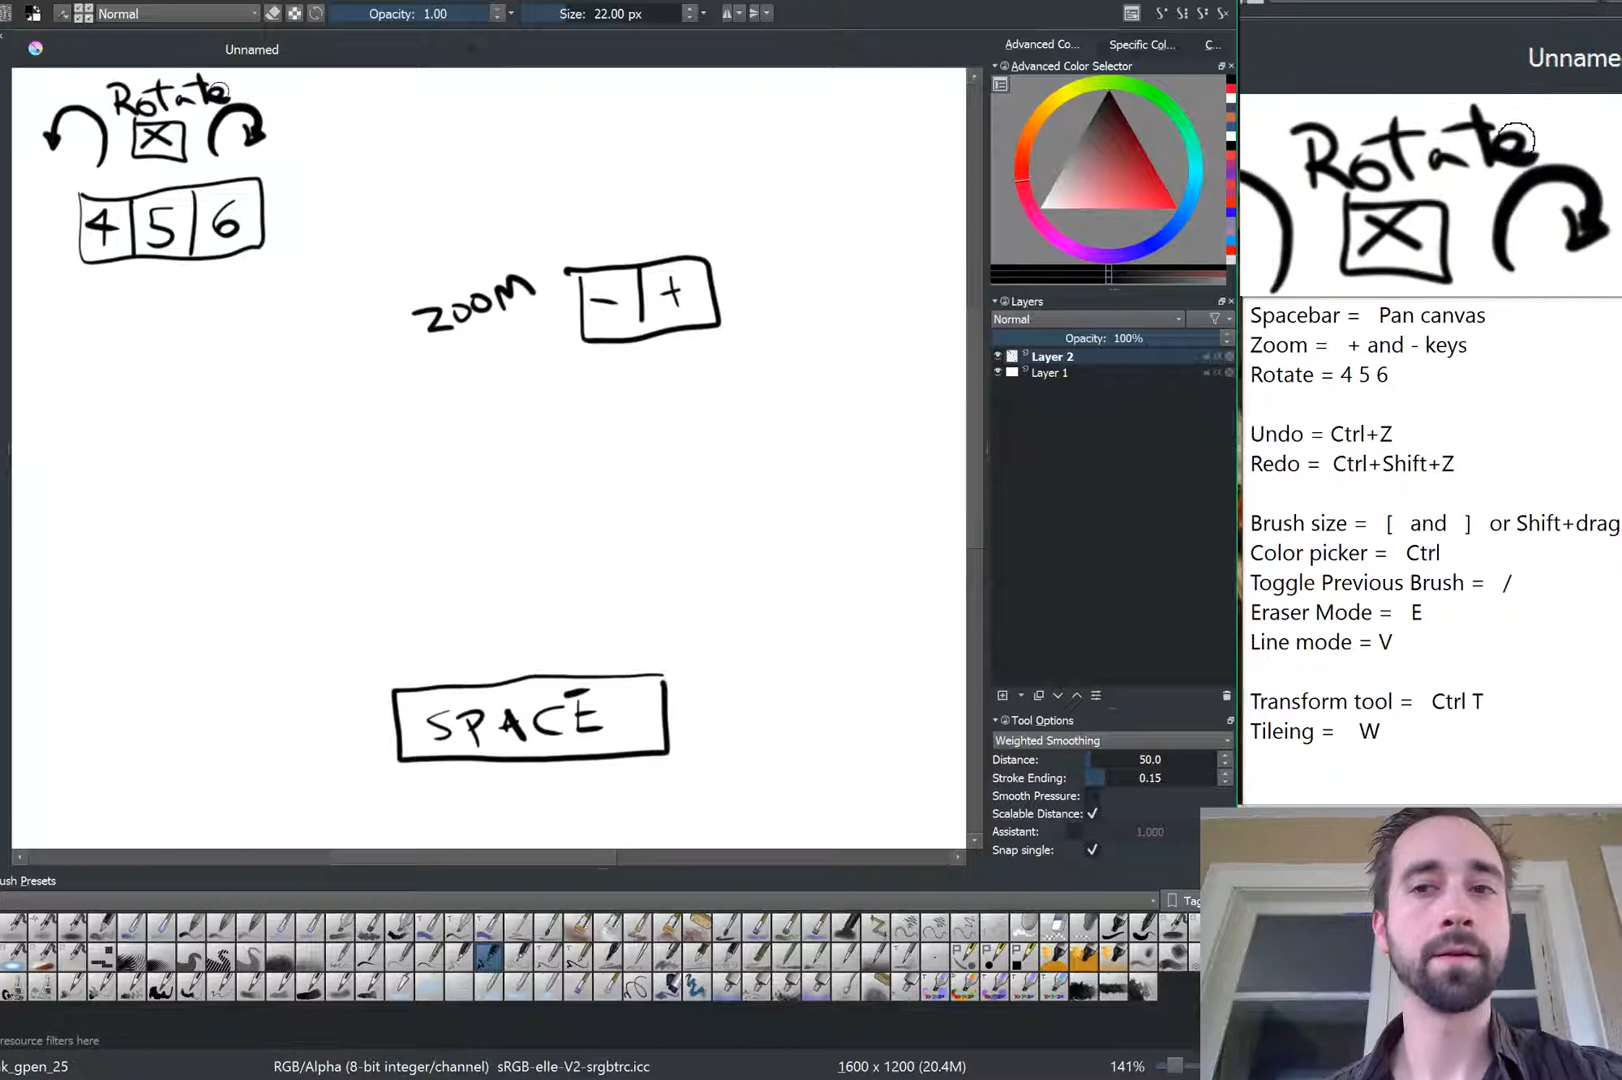 Normal
Opacity: 1.00
Size: 22.00 px
Unnamed
Advanced Co...
Specific Col...
C...
Advanced Color Selector
Unname
Rotate
X
4 5 6
ZOOM - +
SPACE
Layers
Normal
Opacity: 100%
Layer 2
Layer 1
Tool Options
Weighted Smoothing
Distance: 50.0
Stroke Ending: 0.15
Smooth Pressure:
Scalable Distance:
Assistant: 1,000
Snap single:
Rotate
X
Spacebar = Pan canvas
Zoom = + and - keys
Rotate = 4 5 6
Undo = Ctrl+Z
Redo = Ctrl+Shift+Z
Brush size = [ and ] or Shift+drag
Color picker = Ctrl
Toggle Previous Brush = /
Eraser Mode = E
Line mode = V
Transform tool = Ctrl T
Tileing = W
ush Presets
Tag
resource filters here
nk_gpen_25
RGB/Alpha (8-bit integer/channel) sRGB-elle-V2-srgbtrc.icc
1600 x 1200 (20.4M)
141%